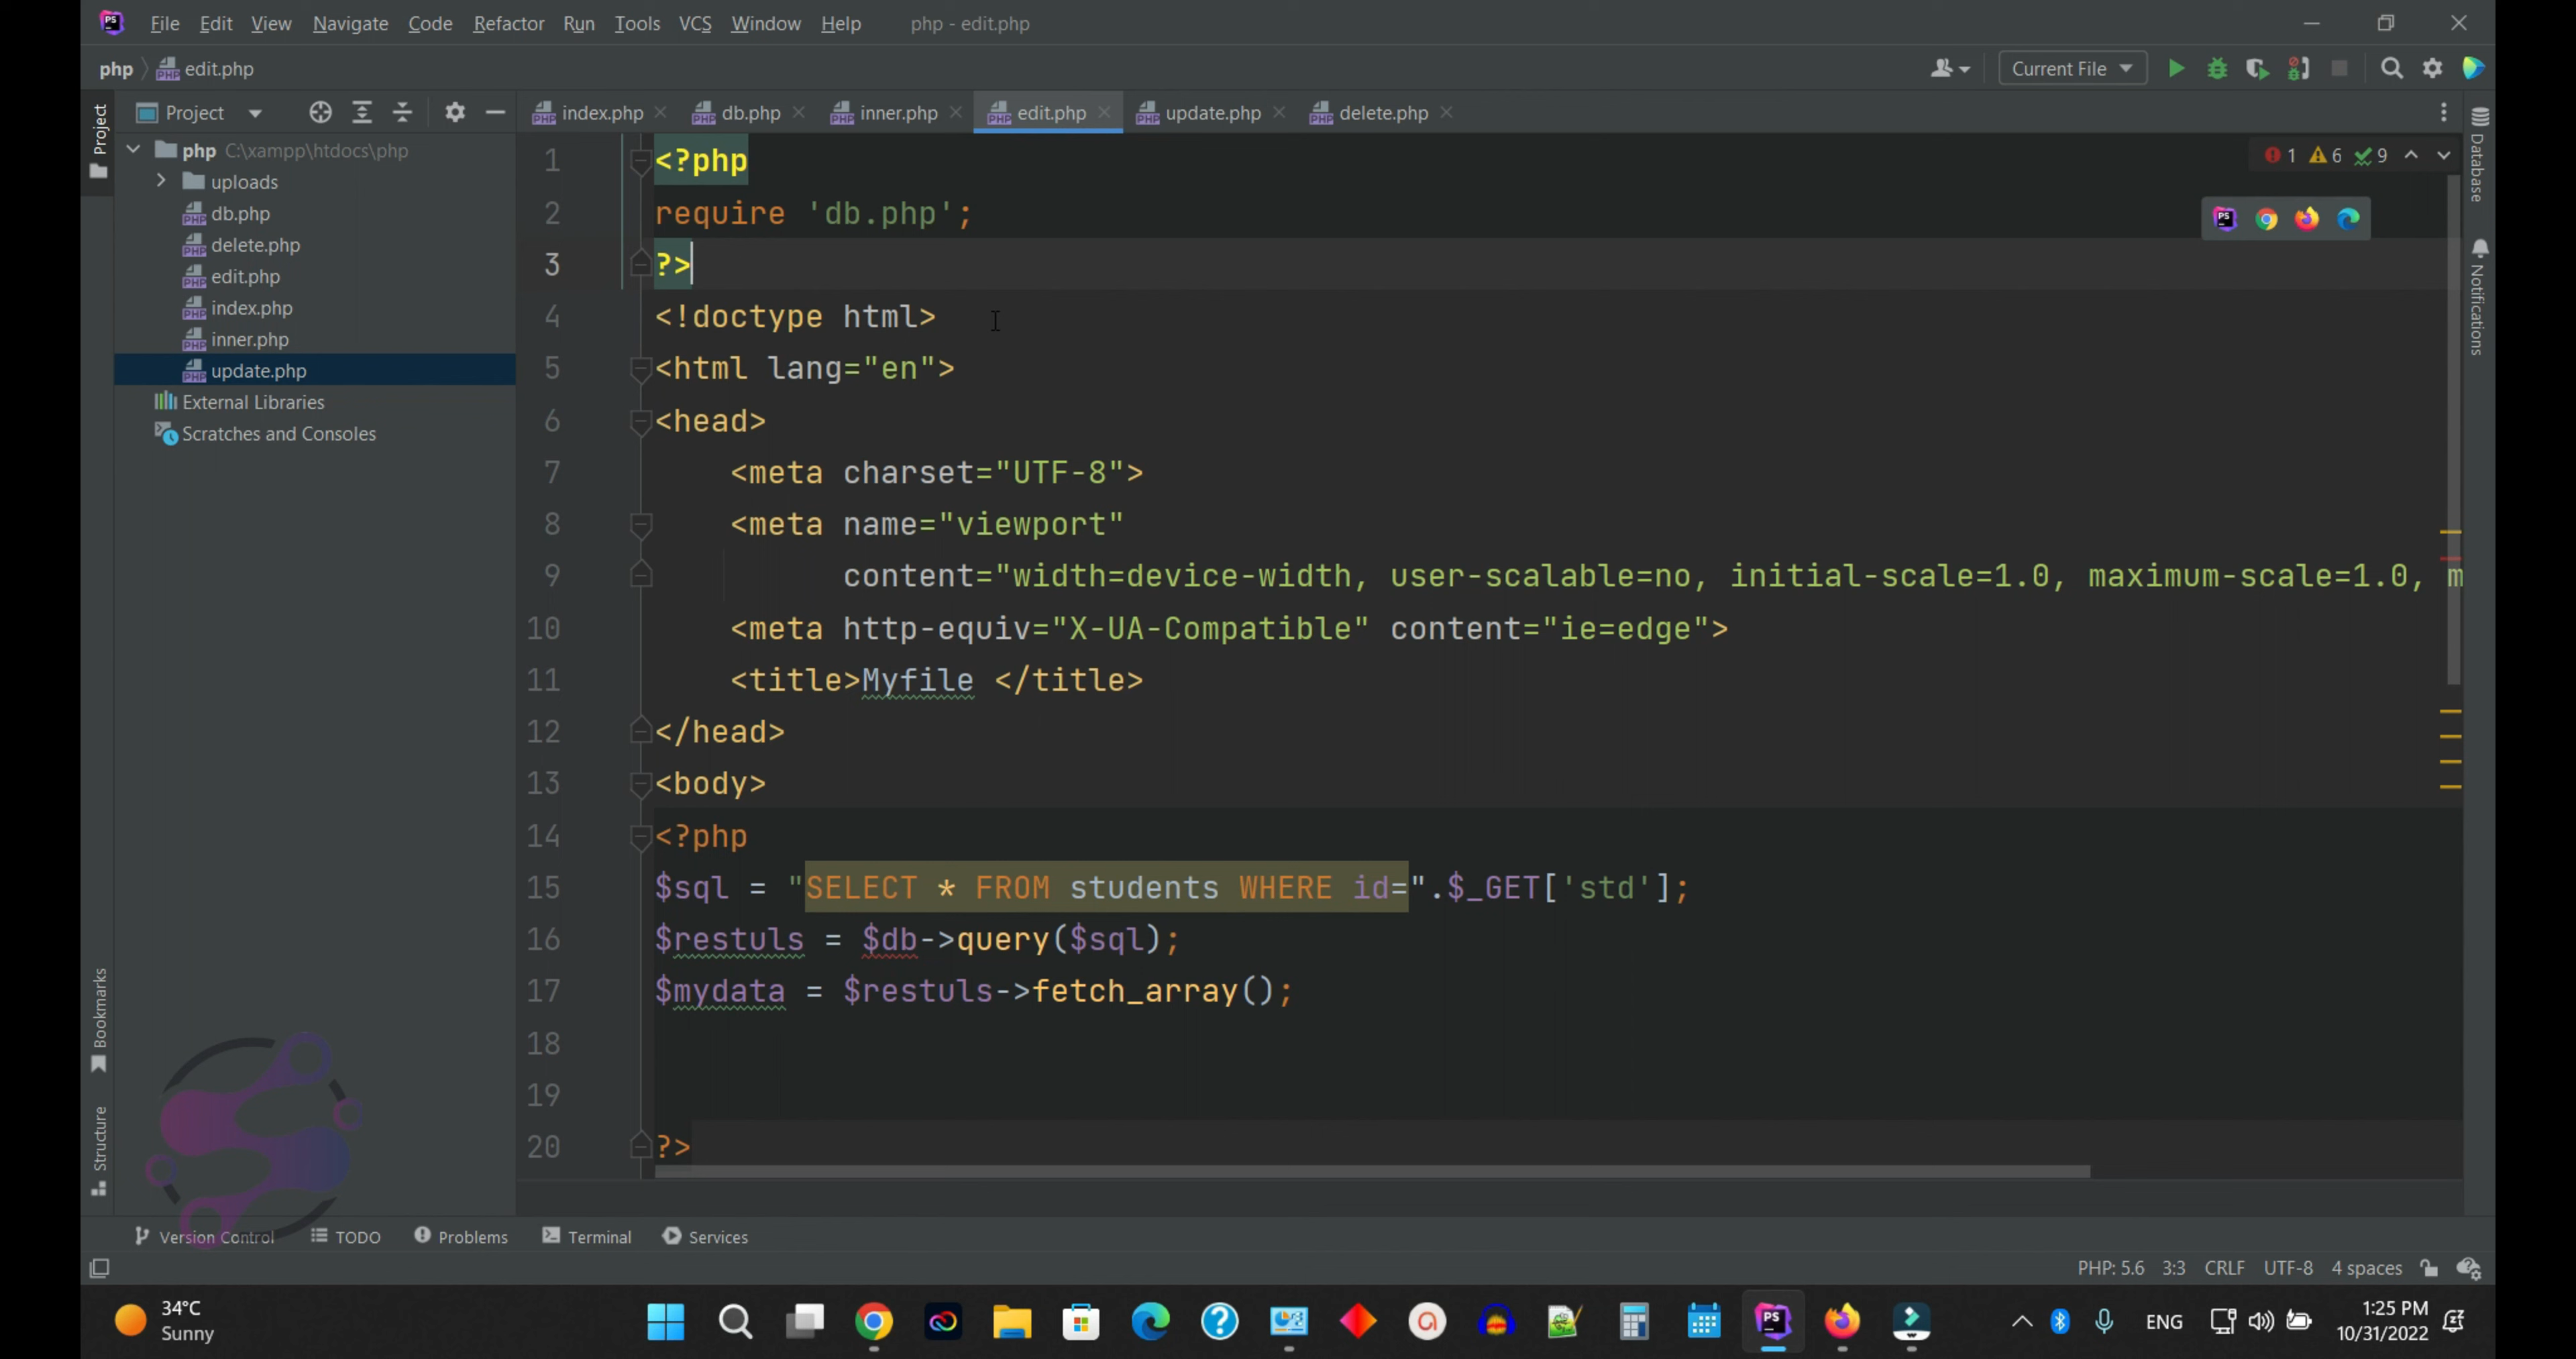 File Edit View Navigate Code Refactor Run Tools VCS Window Help php - edit.php
php edit.php Current File
Project index.php db.php inner.php edit.php update.php delete.php
Project
php C:\xampp\htdocs\php
uploads
db.php
delete.php
edit.php
index.php
inner.php
update.php
External Libraries
Scratches and Consoles
Bookmarks
Structure
1 6 9
1 <?php
2 require 'db.php';
3 ?>
4 <!doctype html>
5 <html lang="en">
6 <head>
7 <meta charset="UTF-8">
8 <meta name="viewport"
9 content="width=device-width, user-scalable=no, initial-scale=1.0, maximum-scale=1.0, m
10 <meta http-equiv="X-UA-Compatible" content="ie=edge">
11 <title>Myfile </title>
12 </head>
13 <body>
14 <?php
15 $sql = "SELECT * FROM students WHERE id=".$_GET['std'];
16 $restuls = $db->query($sql);
17 $mydata = $restuls->fetch_array();
18
19
20 ?>
Database
Notifications
Version Control TODO Problems Terminal Services
PHP: 5.6 3:3 CRLF UTF-8 4 spaces
34°C
Sunny
ENG
1:25 PM
10/31/2022